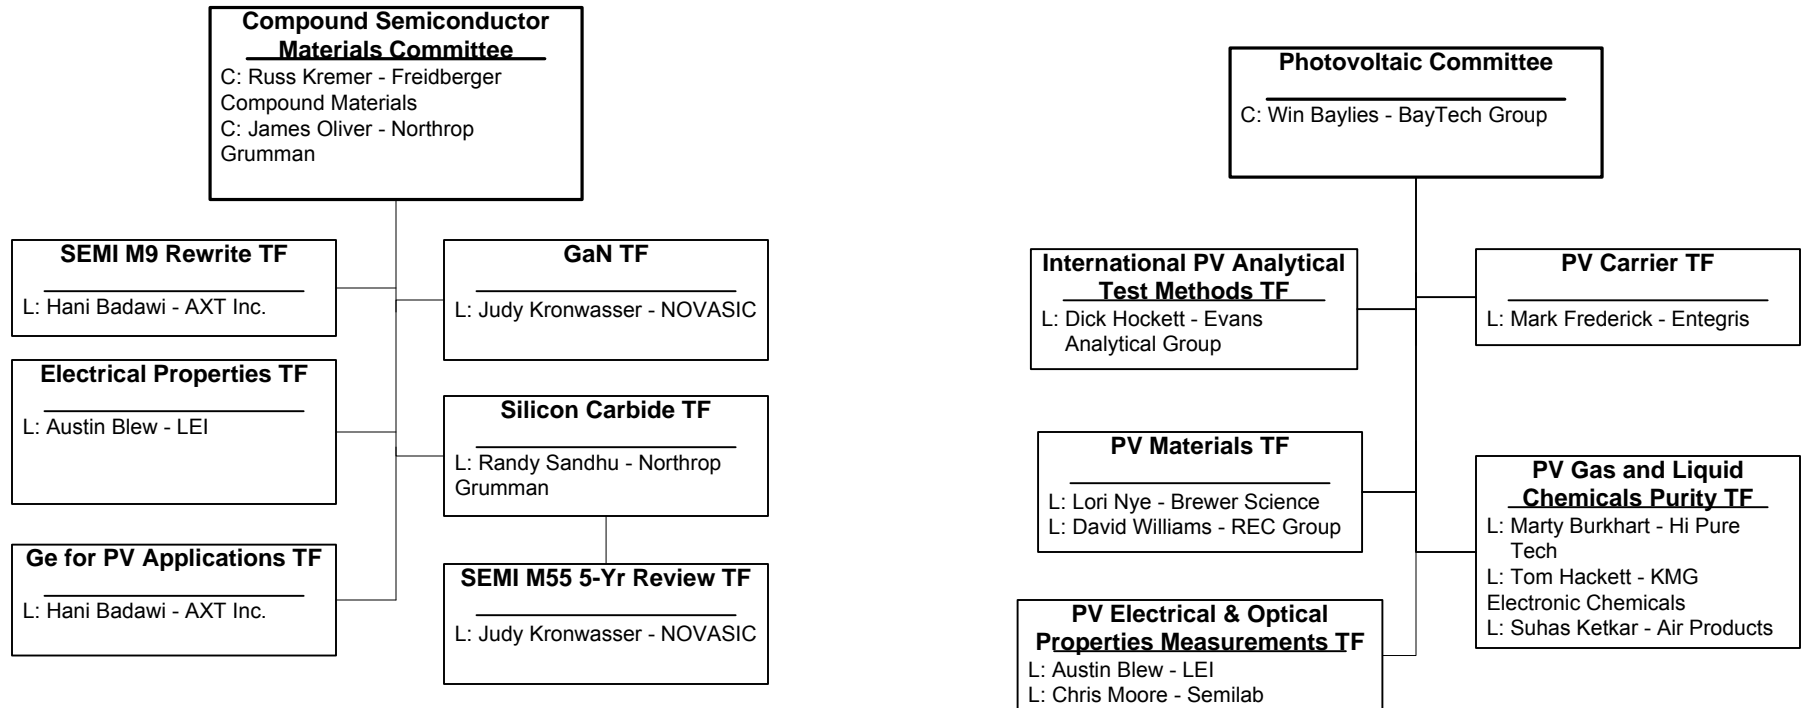 Compound Semiconductor
Materials Committee
C: Russ Kremer - Freidberger
Compound Materials
C: James Oliver - Northrop
Grumman
SEMI M9 Rewrite TF
L: Hani Badawi - AXT Inc.
GaN TF
L: Judy Kronwasser - NOVASIC
Electrical Properties TF
L: Austin Blew - LEI
Silicon Carbide TF
L: Randy Sandhu - Northrop
Grumman
Ge for PV Applications TF
L: Hani Badawi - AXT Inc.
SEMI M55 5-Yr Review TF
L: Judy Kronwasser - NOVASIC
Photovoltaic Committee
C: Win Baylies - BayTech Group
International PV Analytical
Test Methods TF
L: Dick Hockett - Evans
Analytical Group
PV Carrier TF
L: Mark Frederick - Entegris
PV Materials TF
L: Lori Nye - Brewer Science
L: David Williams - REC Group
PV Gas and Liquid
Chemicals Purity TF
L: Marty Burkhart - Hi Pure
Tech
L: Tom Hackett - KMG
Electronic Chemicals
L: Suhas Ketkar - Air Products
PV Electrical & Optical
Properties Measurements TF
L: Austin Blew - LEI
L: Chris Moore - Semilab